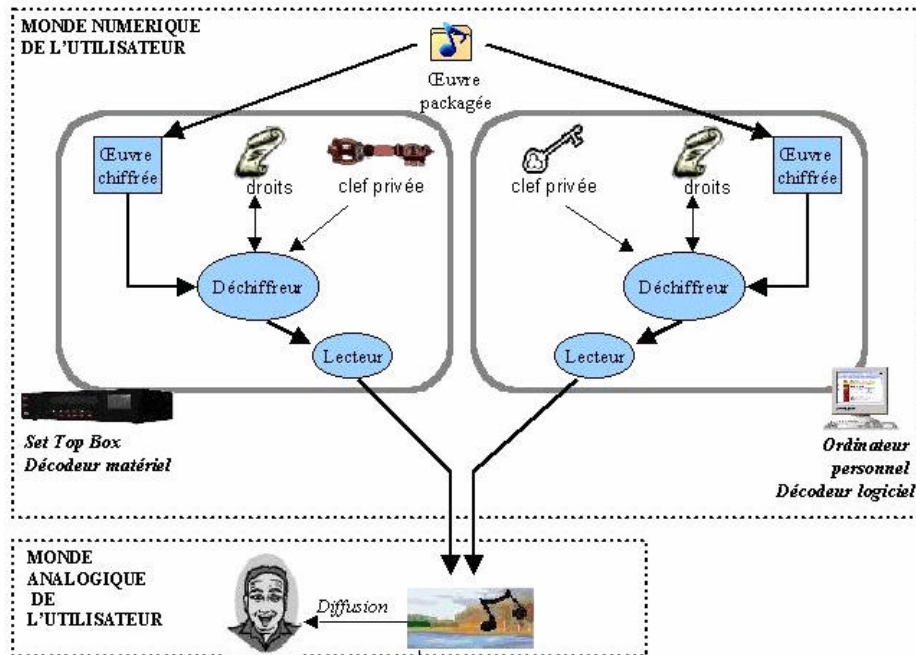 MONDE NUMERIQUE
DE L'UTILISATEUR
Œuvre
packagée
Œuvre
chiffrée
droits
clef privée
Déchiffreur
Lecteur
clef privée
droits
Œuvre
chiffrée
Déchiffreur
Lecteur
Set Top Box
Décodeur matériel
Ordinateur
personnel
Décodeur logiciel
MONDE
ANALOGIQUE
DE
L'UTILISATEUR
Diffusion